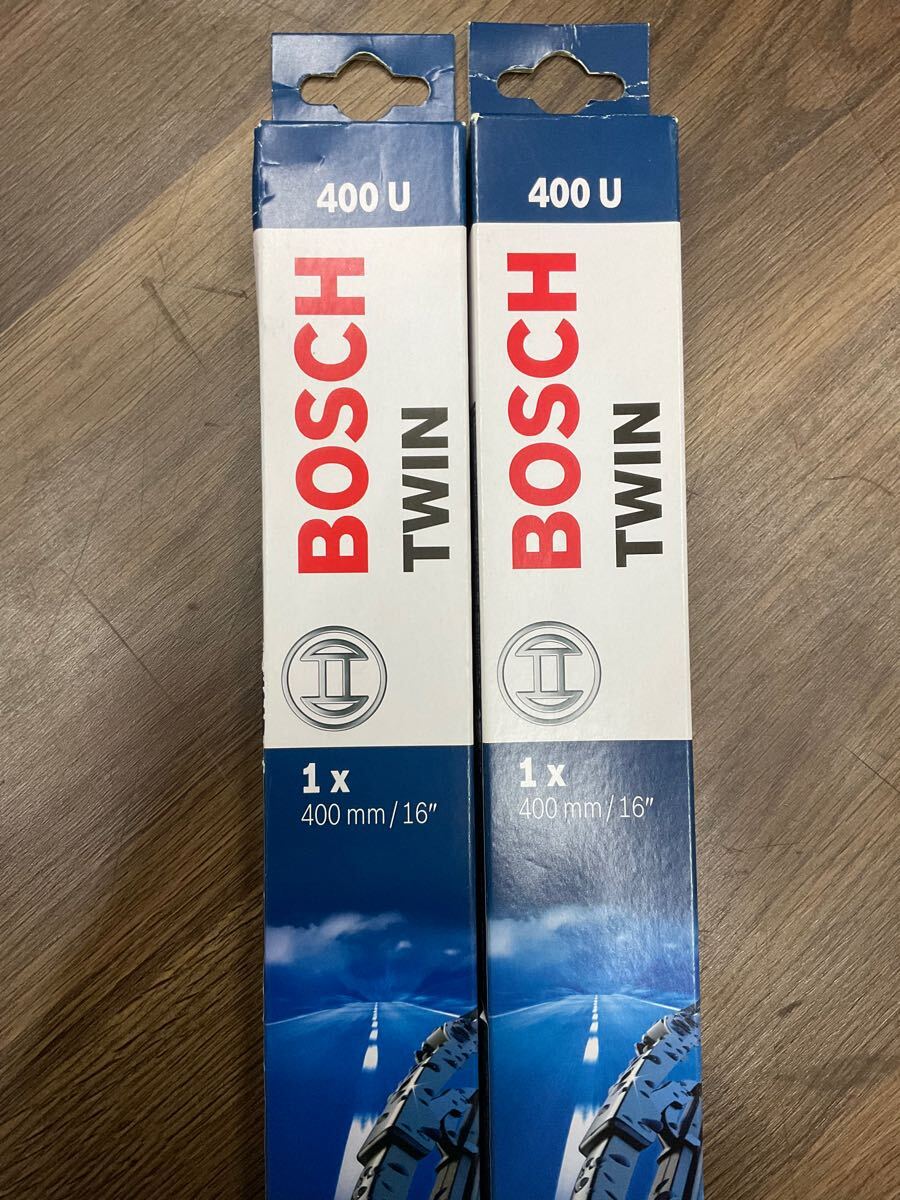 400 U
BOSCH
TWIN
1 x
400 mm / 16"
400 U
BOSCH
TWIN
1 x
400 mm / 16"